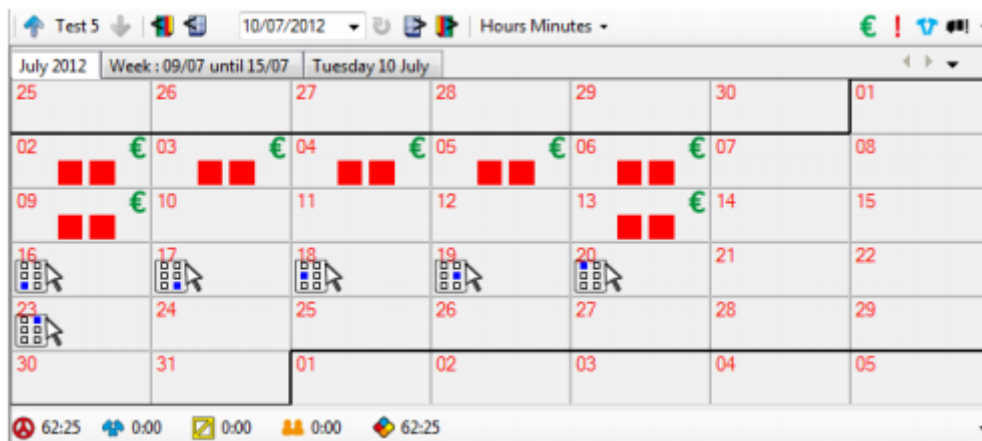 Test 5 10/07/2012 Hours Minutes € !
July 2012 Week : 09/07 until 15/07 Tuesday 10 July
25 26 27 28 29 30 01
02 € 03 € 04 € 05 € 06 € 07 08
09 € 10 11 12 13 € 14 15
16 17 18 19 20 21 22
23 24 25 26 27 28 29
30 31 01 02 03 04 05
62:25 0:00 0:00 0:00 62:25